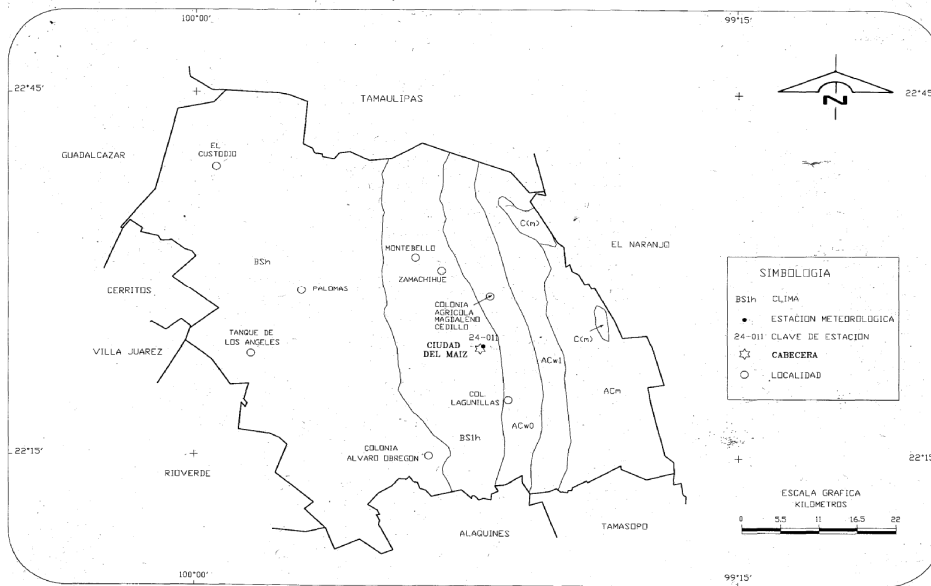 100°00'
99°15'
22°45'
22°45'
TAMAULIPAS
N
GUADALCAZAR
EL
CUSTODIO
C(m)
EL NARANJO
MONTEBELLO
BSh
ZAMACHIHUE
CERRITOS
PALOMAS
COLONIA
AGRICOLA
MAGDALENO
CEDILLO
SIMBOLOGIA
BS1h CLIMA
ESTACION METEOROLOGICA
24-011 CLAVE DE ESTACION
CABECERA
LOCALIDAD
VILLA JUAREZ
TANQUE DE
LOS ANGELES
24-011
CIUDAD
DEL MAIZ
C(m)
ACw1
ACm
COL.
LAGUNILLAS
ACw0
BS1h
COLONIA
ALVARO OBREGON
22°15'
22°15'
RIOVERDE
ESCALA GRAFICA
KILOMETROS
0 5.5 11 16.5 22
ALAQUINES
TAMASOPO
100°00'
99°15'